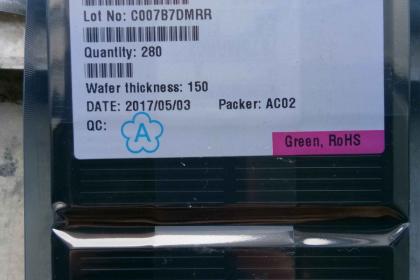 Lot No: C007B7DMRR
Quantity: 280
Wafer thickness: 150
DATE: 2017/05/03 Packer: AC02
QC: A
Green, RoHS